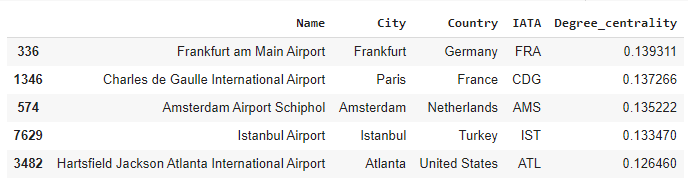 Name City Country IATA Degree_centrality
336 Frankfurt am Main Airport Frankfurt Germany FRA 0.139311
1346 Charles de Gaulle International Airport Paris France CDG 0.137266
574 Amsterdam Airport Schiphol Amsterdam Netherlands AMS 0.135222
7629 Istanbul Airport Istanbul Turkey IST 0.133470
3482 Hartsfield Jackson Atlanta International Airport Atlanta United States ATL 0.126460